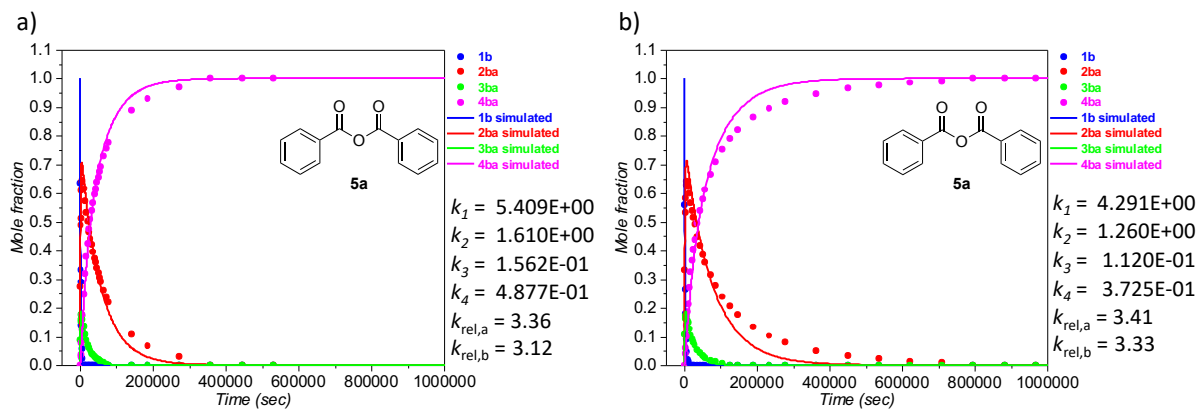 a)
Mole fraction
1.1
1.0
0.9
0.8
0.7
0.6
0.5
0.4
0.3
0.2
0.1
0.0
0 200000 400000 600000 800000 1000000
Time (sec)
O O
O
5a
1b
2ba
3ba
4ba
1b simulated
2ba simulated
3ba simulated
4ba simulated
k1 = 5.409E+00
k2 = 1.610E+00
k3 = 1.562E-01
k4 = 4.877E-01
krel,a = 3.36
krel,b = 3.12
b)
Mole fraction
1.1
1.0
0.9
0.8
0.7
0.6
0.5
0.4
0.3
0.2
0.1
0.0
0 200000 400000 600000 800000 1000000
Time (sec)
O O
O
5a
1b
2ba
3ba
4ba
1b simulated
2ba simulated
3ba simulated
4ba simulated
k1 = 4.291E+00
k2 = 1.260E+00
k3 = 1.120E-01
k4 = 3.725E-01
krel,a = 3.41
krel,b = 3.33